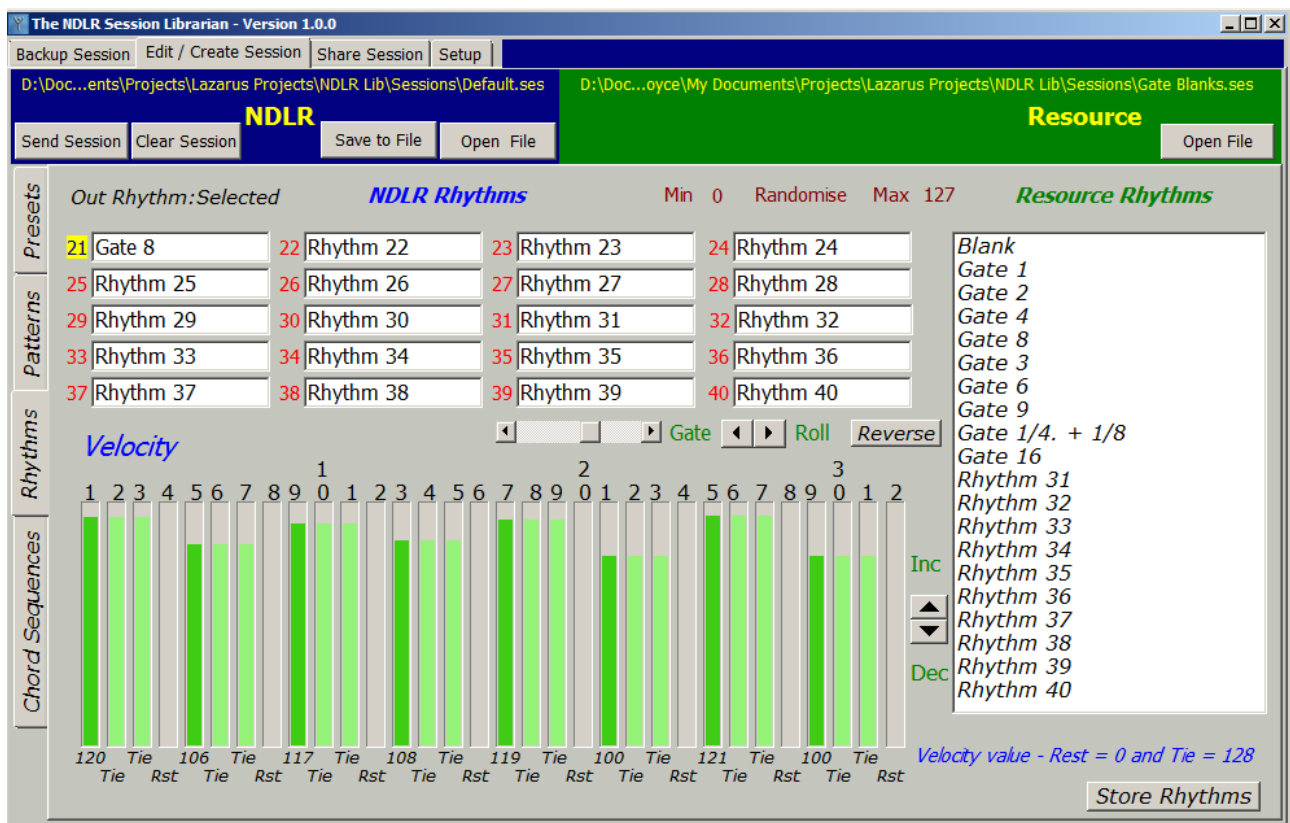 The NDLR Session Librarian - Version 1.0.0
Backup Session Edit / Create Session Share Session Setup
D:\Doc...ents\Projects\Lazarus Projects\NDLR Lib\Sessions\Default.ses D:\Doc...oyce\My Documents\Projects\Lazarus Projects\NDLR Lib\Sessions\Gate Blanks.ses
NDLR Resource
Send Session Clear Session Save to File Open File Open File
Presets
Patterns
Rhythms
Chord Sequences
Out Rhythm:Selected NDLR Rhythms Min 0 Randomise Max 127 Resource Rhythms
21 Gate 8 22 Rhythm 22 23 Rhythm 23 24 Rhythm 24
25 Rhythm 25 26 Rhythm 26 27 Rhythm 27 28 Rhythm 28
29 Rhythm 29 30 Rhythm 30 31 Rhythm 31 32 Rhythm 32
33 Rhythm 33 34 Rhythm 34 35 Rhythm 35 36 Rhythm 36
37 Rhythm 37 38 Rhythm 38 39 Rhythm 39 40 Rhythm 40
Velocity Gate Roll Reverse
1 2 3
1 2 3 4 5 6 7 8 9 0 1 2 3 4 5 6 7 8 9 0 1 2 3 4 5 6 7 8 9 0 1 2
Inc
Dec
120 Tie 106 Tie 117 Tie 108 Tie 119 Tie 100 Tie 121 Tie 100 Tie
Tie Rst Tie Rst Tie Rst Tie Rst Tie Rst Tie Rst Tie Rst Tie Rst
Blank
Gate 1
Gate 2
Gate 4
Gate 8
Gate 3
Gate 6
Gate 9
Gate 1/4. + 1/8
Gate 16
Rhythm 31
Rhythm 32
Rhythm 33
Rhythm 34
Rhythm 35
Rhythm 36
Rhythm 37
Rhythm 38
Rhythm 39
Rhythm 40
Velocity value - Rest = 0 and Tie = 128
Store Rhythms